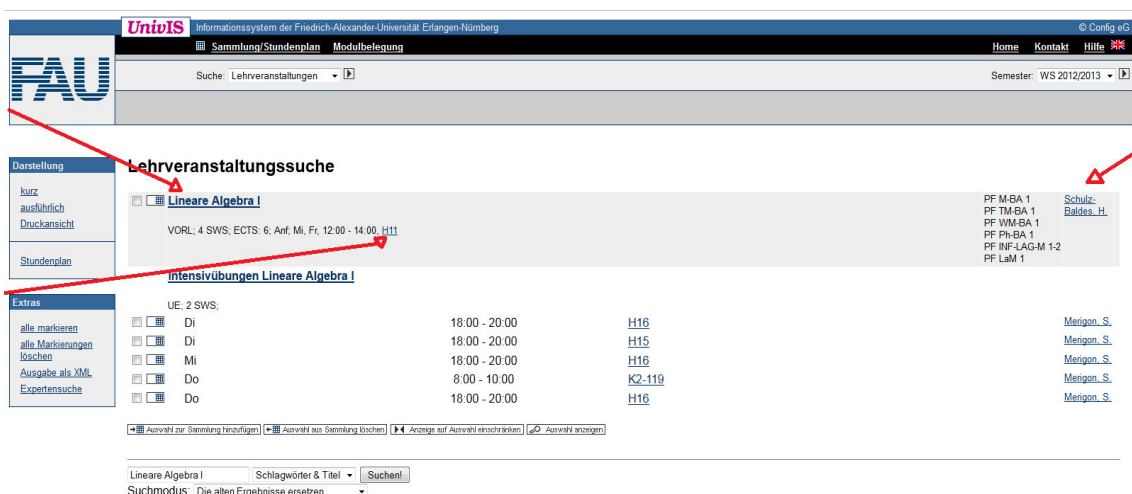 UnivIS Informationssystem der Friedrich-Alexander-Universität Erlangen-Nürnberg © Config eG
Sammlung/Stundenplan Modulbelegung Home Kontakt Hilfe
FAU
Suche: Lehrveranstaltungen Semester: WS 2012/2013
Darstellung
kurz
ausführlich
Druckansicht
Stundenplan
Extras
alle markieren
alle Markierungen
löschen
Ausgabe als XML
Expertensuche
Lehrveranstaltungssuche
Lineare Algebra I
VORL; 4 SWS; ECTS: 6; Anf; Mi, Fr, 12:00 - 14:00, H11
PF M-BA 1
PF TM-BA 1
PF WM-BA 1
PF Ph-BA 1
PF INF-LAG-M 1-2
PF LaM 1
Schulz-
Baldes, H.
Intensivübungen Lineare Algebra I
UE; 2 SWS;
Di 18:00 - 20:00 H16 Merigon, S.
Di 18:00 - 20:00 H15 Merigon, S.
Mi 18:00 - 20:00 H16 Merigon, S.
Do 8:00 - 10:00 K2-119 Merigon, S.
Do 18:00 - 20:00 H16 Merigon, S.
Auswahl zur Sammlung hinzufügen Auswahl aus Sammlung löschen Anzeige auf Auswahl einschränken Auswahl anzeigen
Lineare Algebra I Schlagwörter & Titel Suchen!
Suchmodus: Die alten Ergebnisse ersetzen